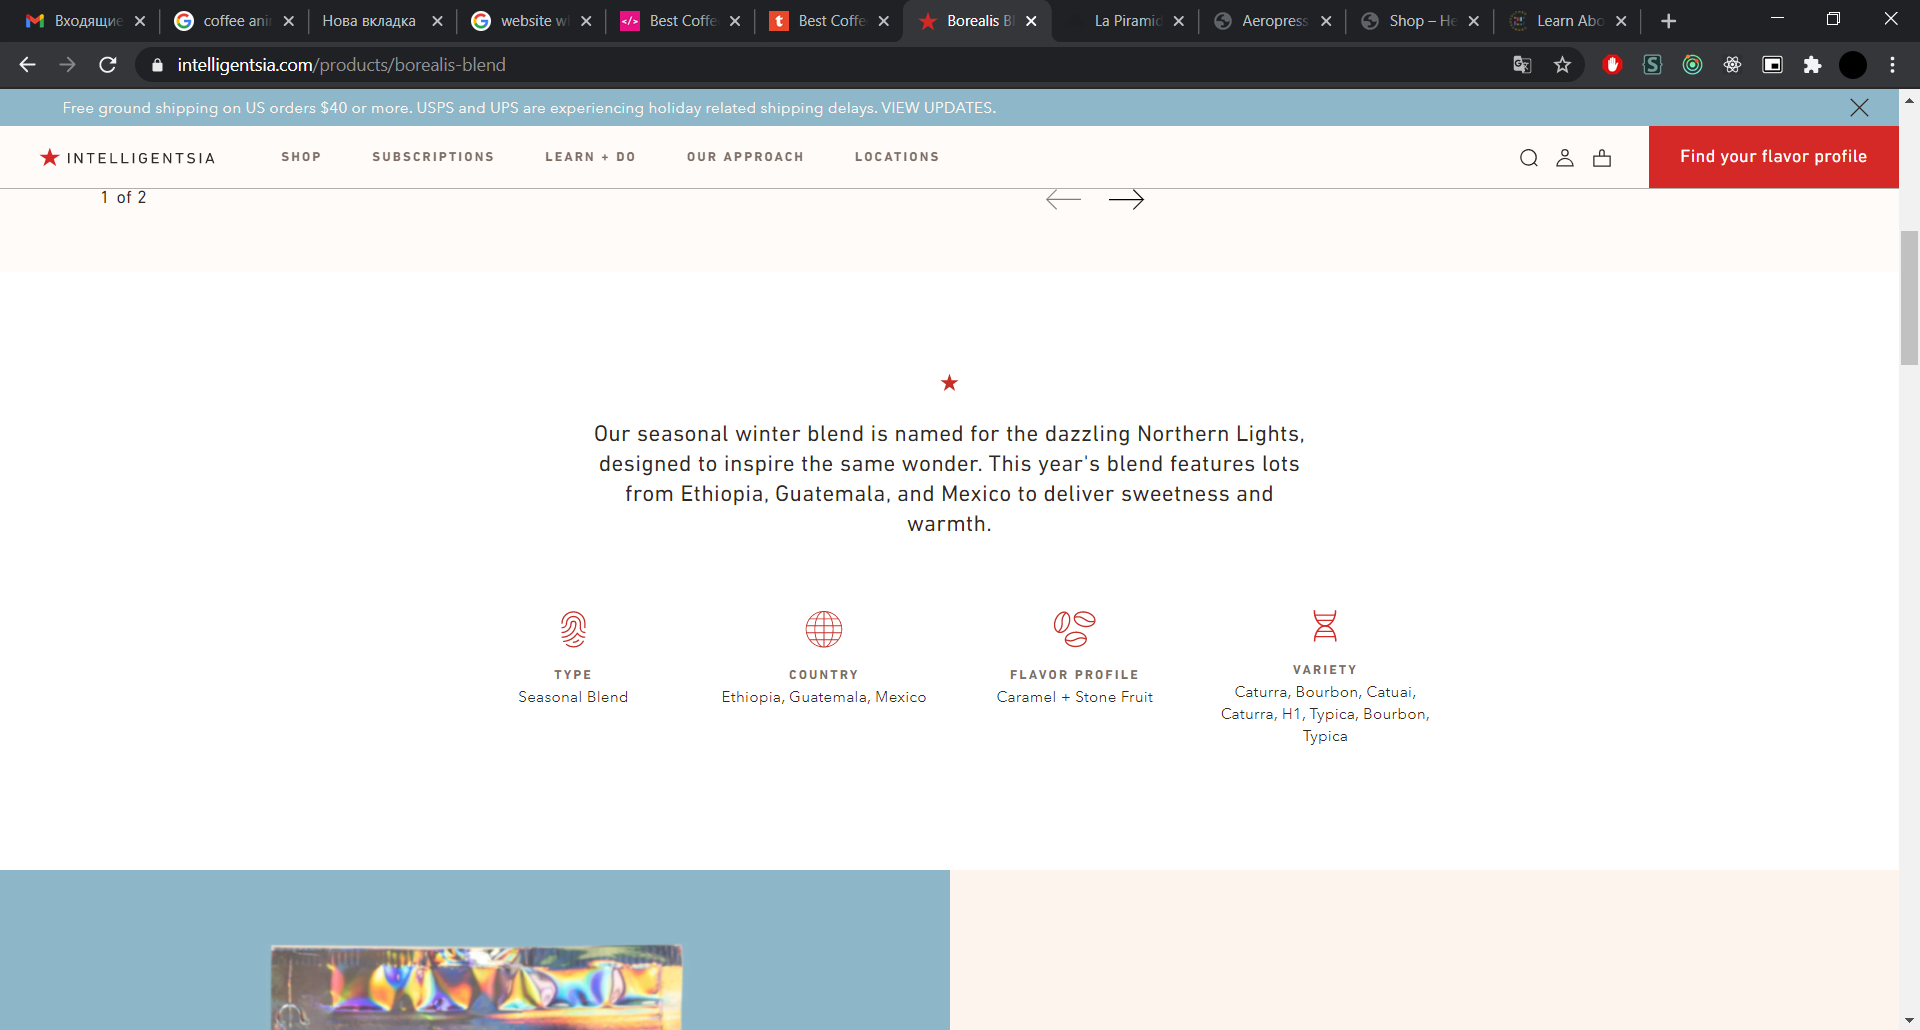 Входящие
coffee ani
Нова вкладка
website w
Best Coffe
Best Coffe
Borealis Bl
La Piramid
Aeropress
Shop – He
Learn Abo
intelligentsia.com/products/borealis-blend
Free ground shipping on US orders $40 or more. USPS and UPS are experiencing holiday related shipping delays. VIEW UPDATES.
INTELLIGENTSIA
SHOP
SUBSCRIPTIONS
LEARN + DO
OUR APPROACH
LOCATIONS
Find your flavor profile
1 of 2
Our seasonal winter blend is named for the dazzling Northern Lights,
designed to inspire the same wonder. This year's blend features lots
from Ethiopia, Guatemala, and Mexico to deliver sweetness and
warmth.
TYPE
Seasonal Blend
COUNTRY
Ethiopia, Guatemala, Mexico
FLAVOR PROFILE
Caramel + Stone Fruit
VARIETY
Caturra, Bourbon, Catuai,
Caturra, H1, Typica, Bourbon,
Typica